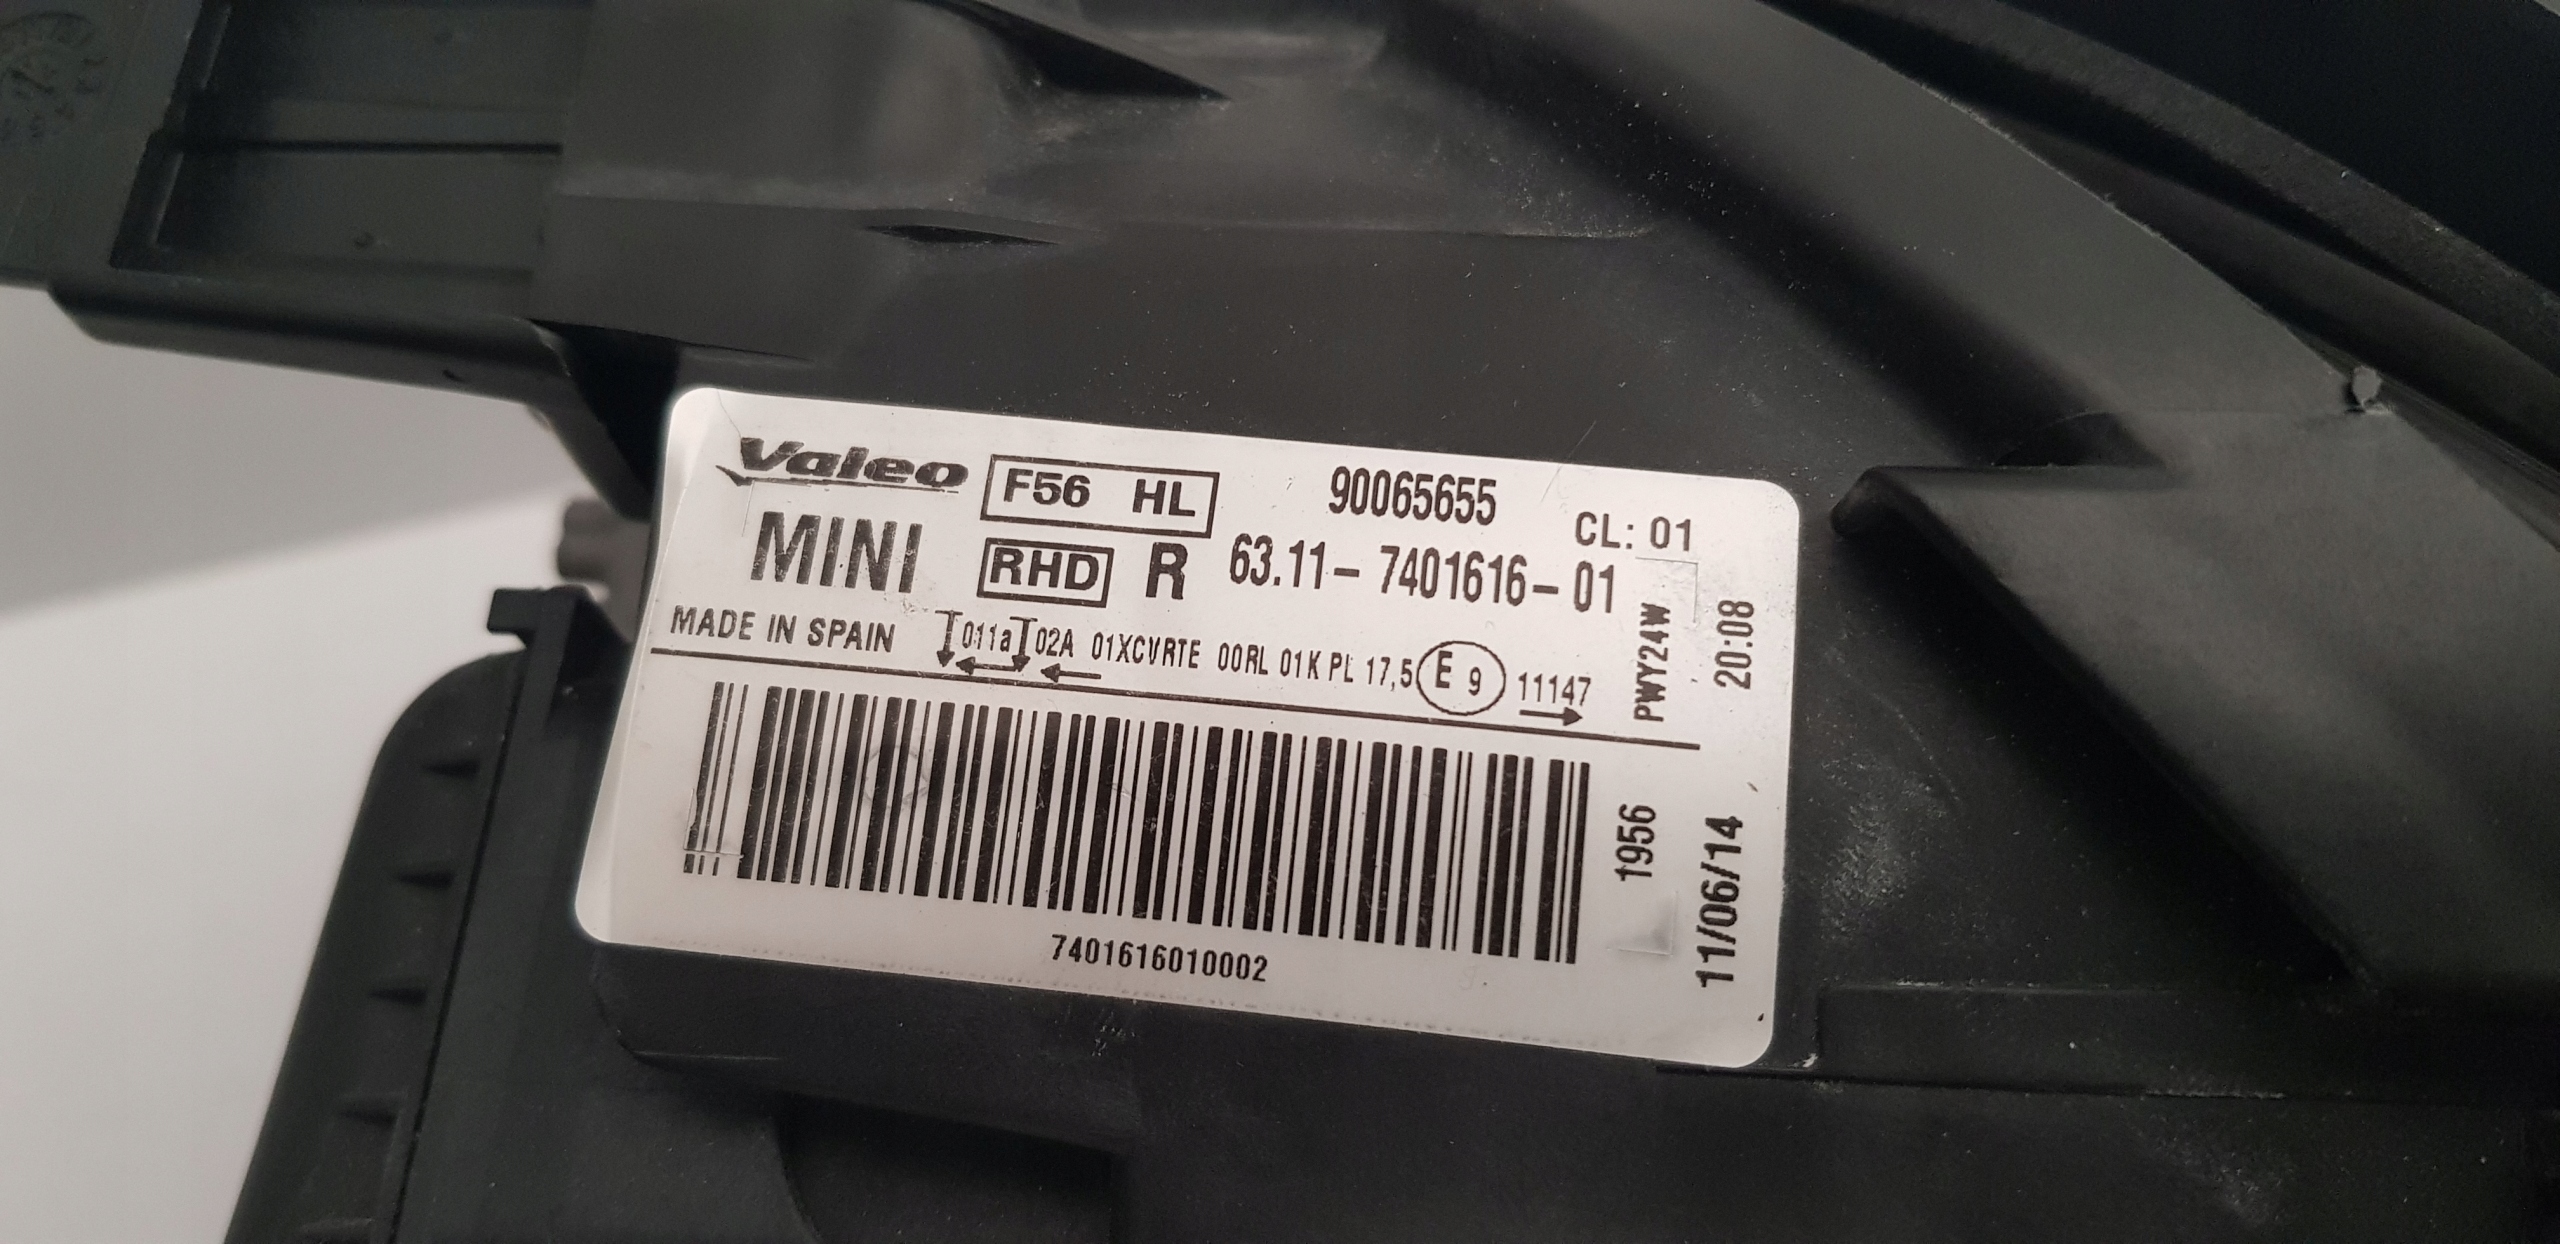 Valeo F56 HL 90065655 CL: 01
MINI RHD R 63.11- 7401616- 01
MADE IN SPAIN 011a 02A 01XCVRTE 00RL 01K PL 17,5 E 9 11147
PWY24W
20:08
1956
11/06/14
7401616010002